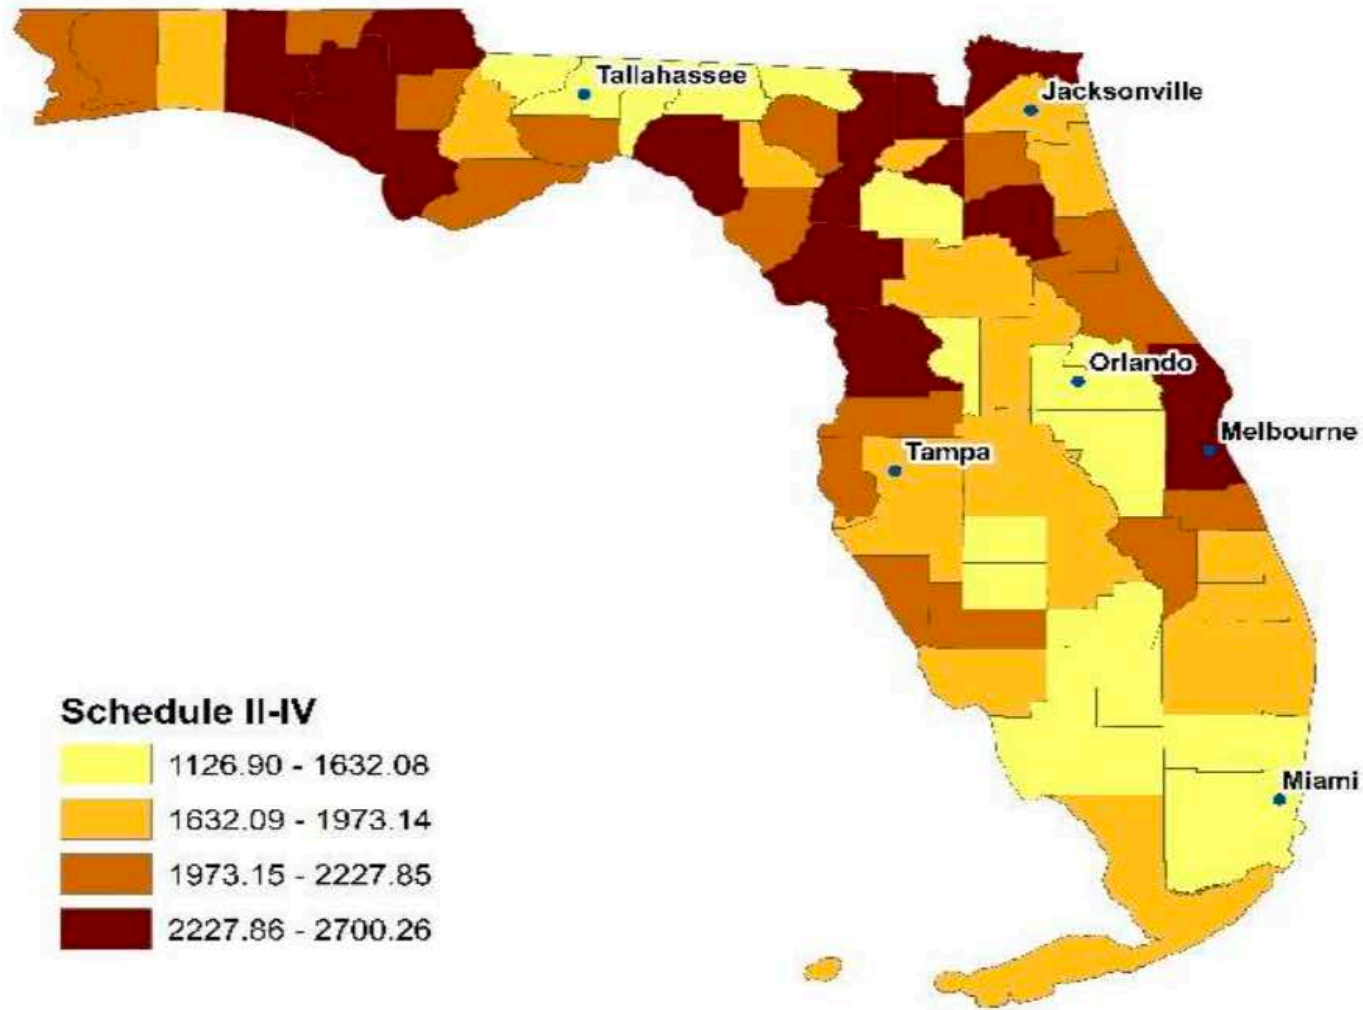 Tallahassee
Jacksonville
Orlando
Melbourne
Tampa
Schedule II-IV
1126.90 - 1632.08
Miami
1632.09 - 1973.14
1973.15 - 2227.85
2227.86 - 2700.26